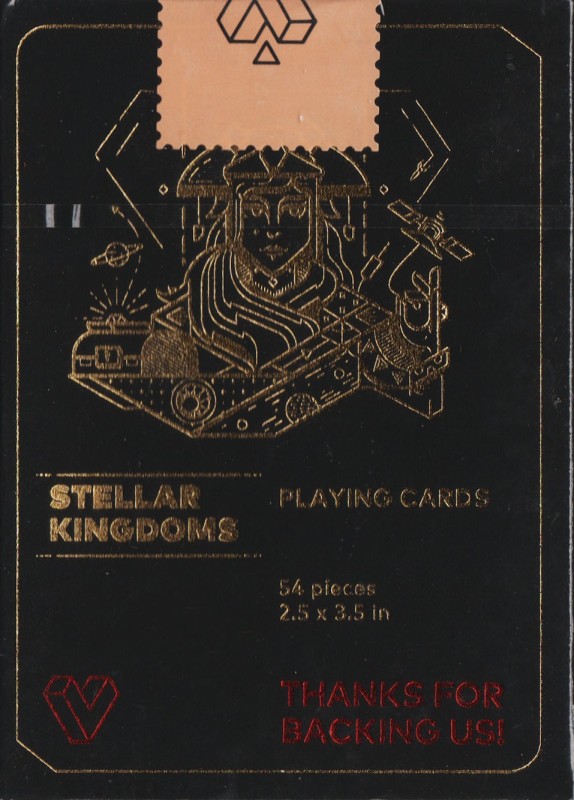 STELLAR
KINGDOMS
PLAYING CARDS
54 pieces
2.5 x 3.5 in
THANKS FOR
BACKING US!